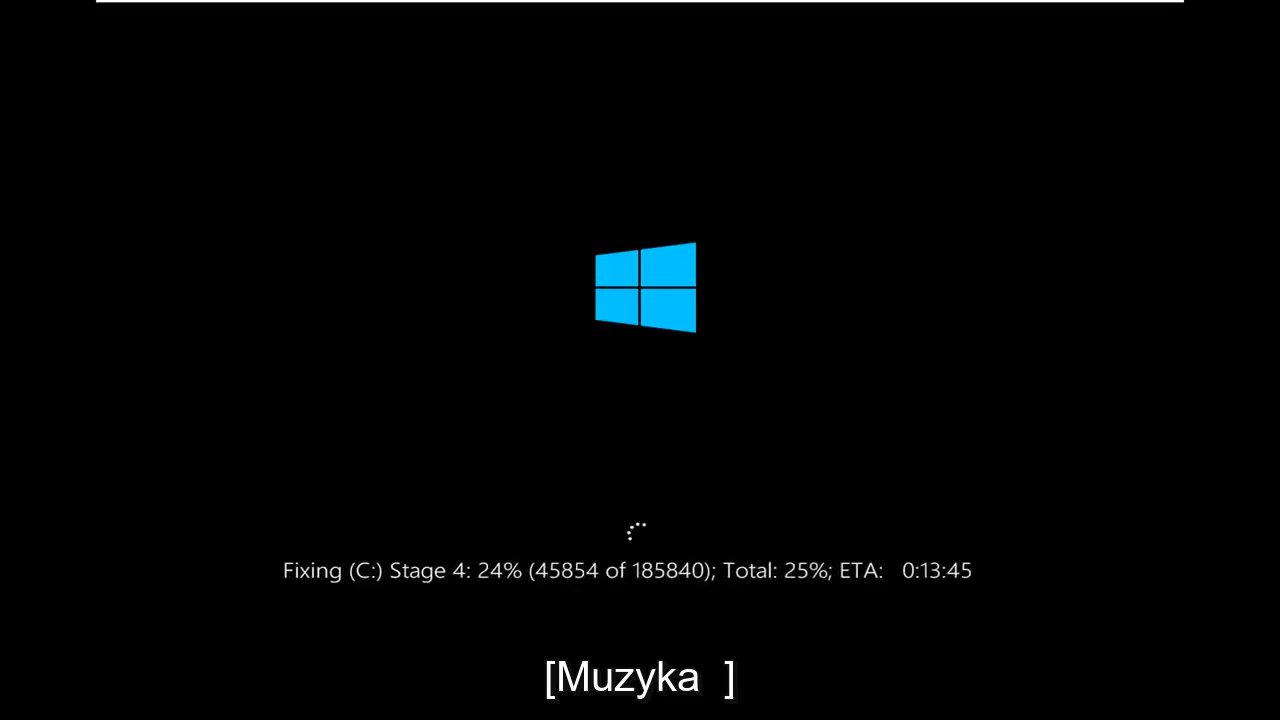 Fixing (C:) Stage 4: 24% (45854 of 185840); Total: 25%; ETA:   0:13:45
[Muzyka  ]